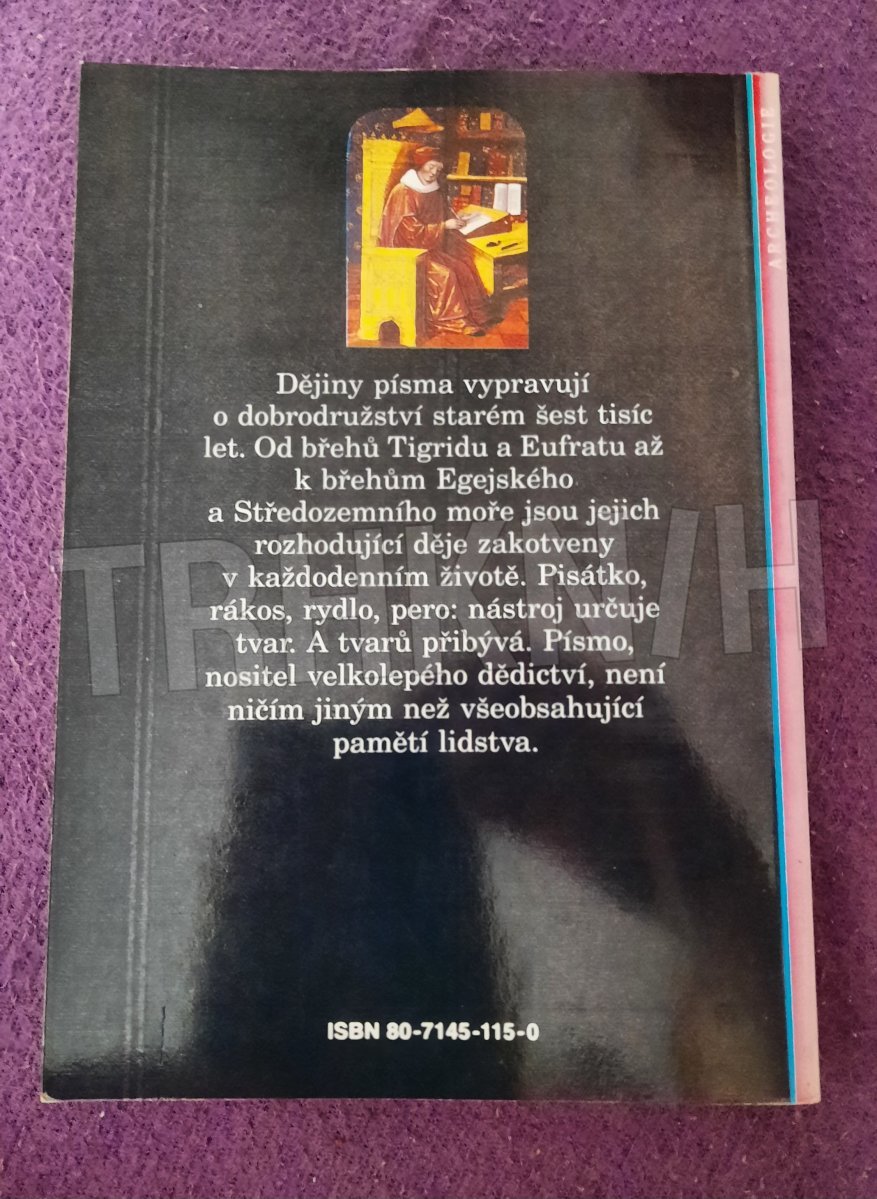 ARCHEOLOGIE
Dějiny písma vypravují
o dobrodružství starém šest tisíc
let. Od břehů Tigridu a Eufratu až
k břehům Egejského
a Středozemního moře jsou jejich
rozhodující děje zakotveny
v každodenním životě. Pisátko,
rákos, rydlo, pero: nástroj určuje
tvar. A tvarů přibývá. Písmo,
nositel velkolepého dědictví, není
ničím jiným než všeobsahující
pamětí lidstva.
TRHKNIH
ISBN 80-7145-115-0